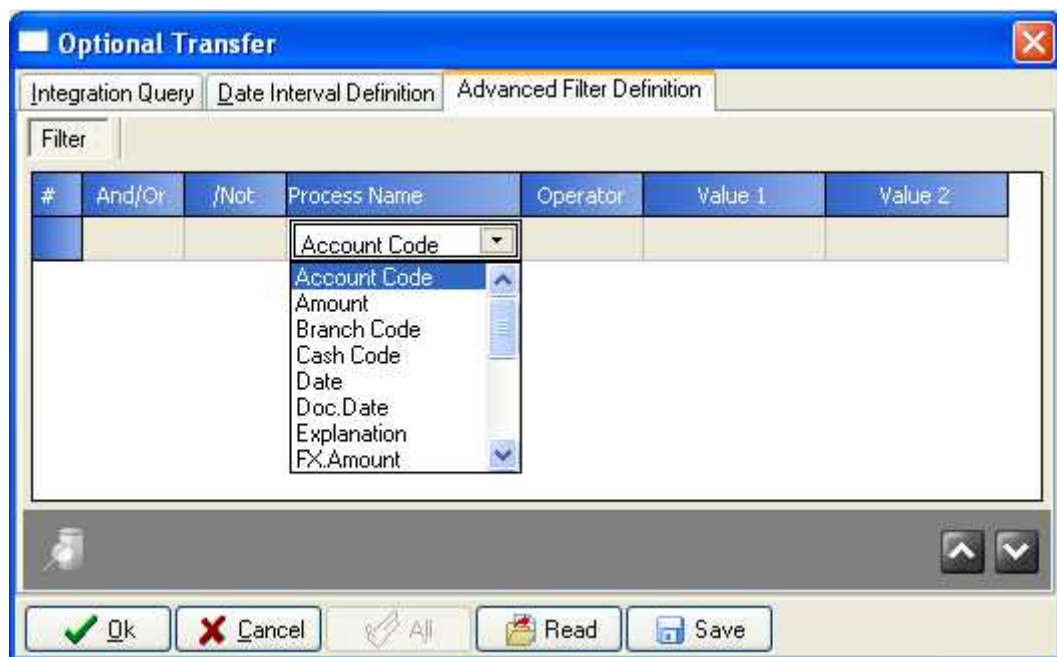 Optional Transfer
Integration Query Date Interval Definition Advanced Filter Definition
Filter
# And/Or /Not Process Name Operator Value 1 Value 2
Account Code
Account Code
Amount
Branch Code
Cash Code
Date
Doc.Date
Explanation
FX.Amount
Ok Cancel All Read Save